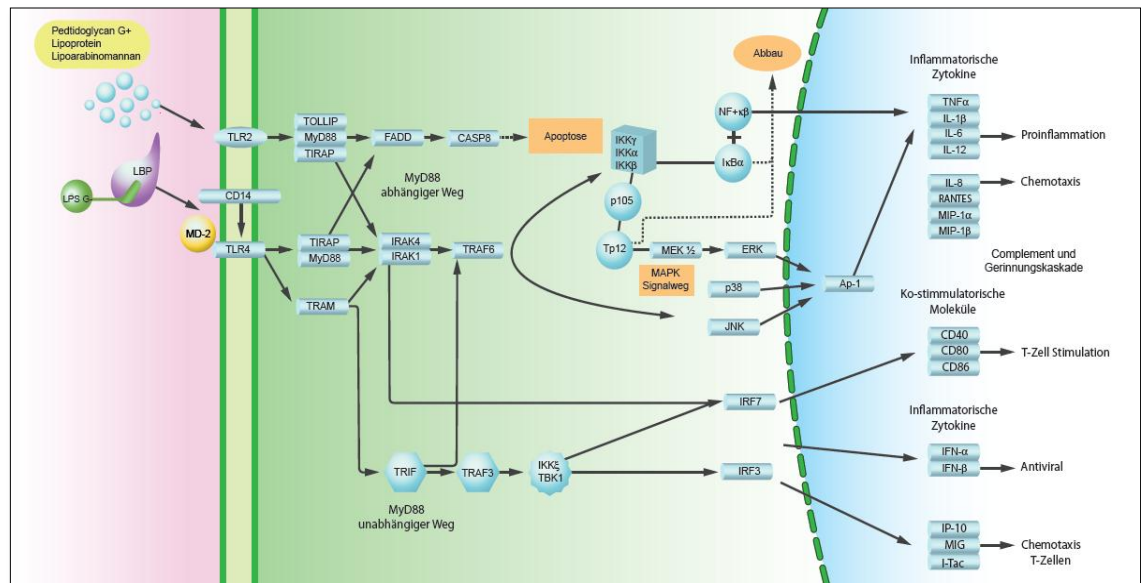 Pedtidoglycan G+
Lipoprotein
Lipoarabinomannan
LBP
LPS G-
MD-2
TLR2
CD14
TLR4
TOLLIP
MyD88
TIRAP
FADD
CASP8
Apoptose
MyD88
abhängiger Weg
TIRAP
MyD88
IRAK4
IRAK1
TRAF6
TRAM
TRIF
TRAF3
IKKξ
TBK1
MyD88
unabhängiger Weg
Abbau
NF+κβ
IKKγ
IKKα
IKKβ
IκBα
p105
Tp12
MEK ½
ERK
MAPK
Signalweg
p38
JNK
IRF7
IRF3
Ap-1
Inflammatorische
Zytokine
TNFα
IL-1β
IL-6
IL-12
Proinflammation
IL-8
RANTES
MIP-1α
MIP-1β
Chemotaxis
Complement und
Gerinnungskaskade
Ko-stimmulatorische
Moleküle
CD40
CD80
CD86
T-Zell Stimulation
Inflammatorische
Zytokine
IFN-α
IFN-β
Antiviral
IP-10
MIG
I-Tac
Chemotaxis
T-Zellen